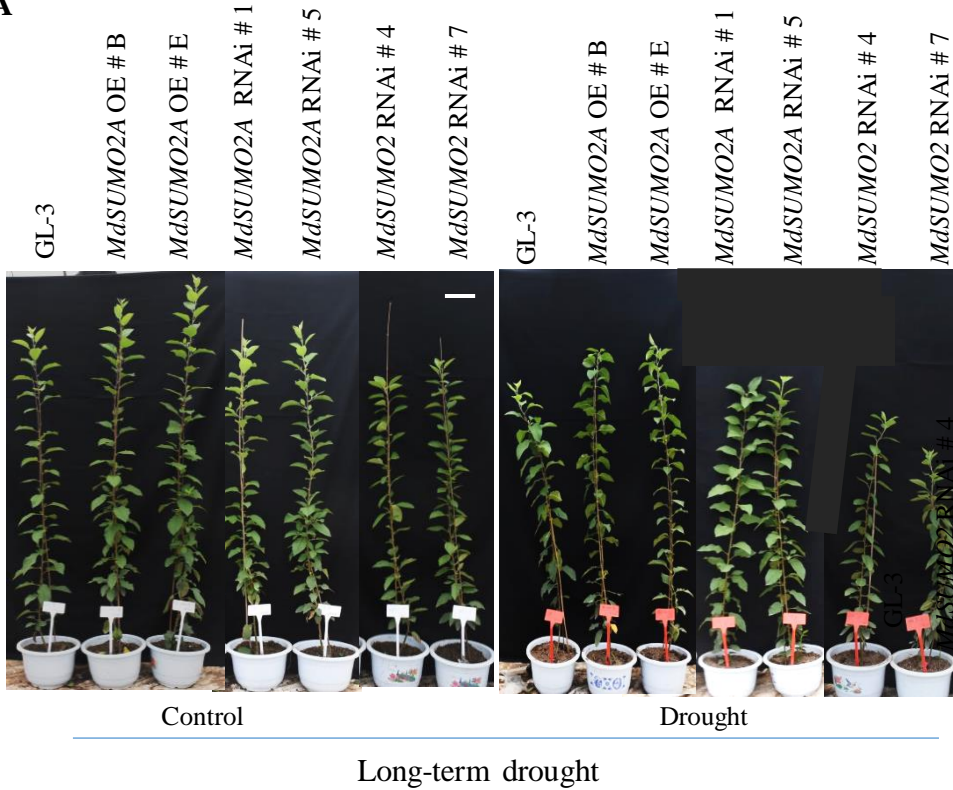 A
GL-3
MdSUMO2A OE # B
MdSUMO2A OE # E
MdSUMO2A RNAi # 1
MdSUMO2A RNAi # 5
MdSUMO2 RNAi # 4
MdSUMO2 RNAi # 7
GL-3
MdSUMO2A OE # B
MdSUMO2A OE # E
MdSUMO2A RNAi # 1
MdSUMO2A RNAi # 5
MdSUMO2 RNAi # 4
MdSUMO2 RNAi # 7
GL-3
MdSUMO2 RNAi # 4
Control
Drought
Long-term drought